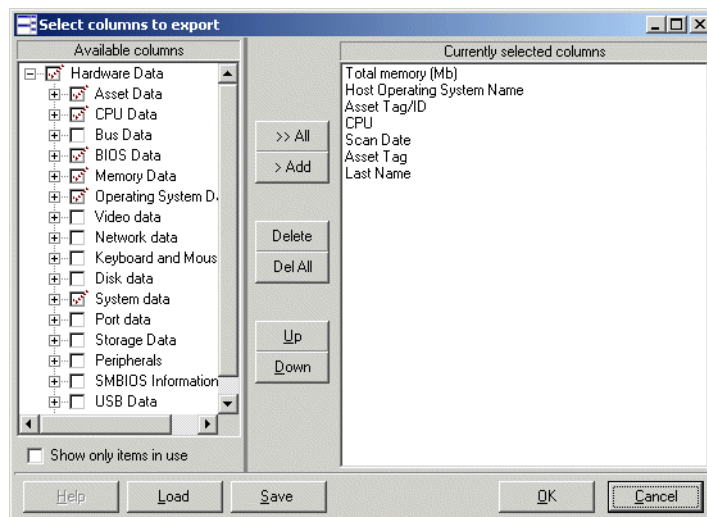 Select columns to export
Available columns
Hardware Data
Asset Data
CPU Data
Bus Data
BIOS Data
Memory Data
Operating System D
Video data
Network data
Keyboard and Mous
Disk data
System data
Port data
Storage Data
Peripherals
SMBIOS Information
USB Data
Show only items in use
>> All
> Add
Delete
Del All
Up
Down
Currently selected columns
Total memory (Mb)
Host Operating System Name
Asset Tag/ID
CPU
Scan Date
Asset Tag
Last Name
Help
Load
Save
OK
Cancel